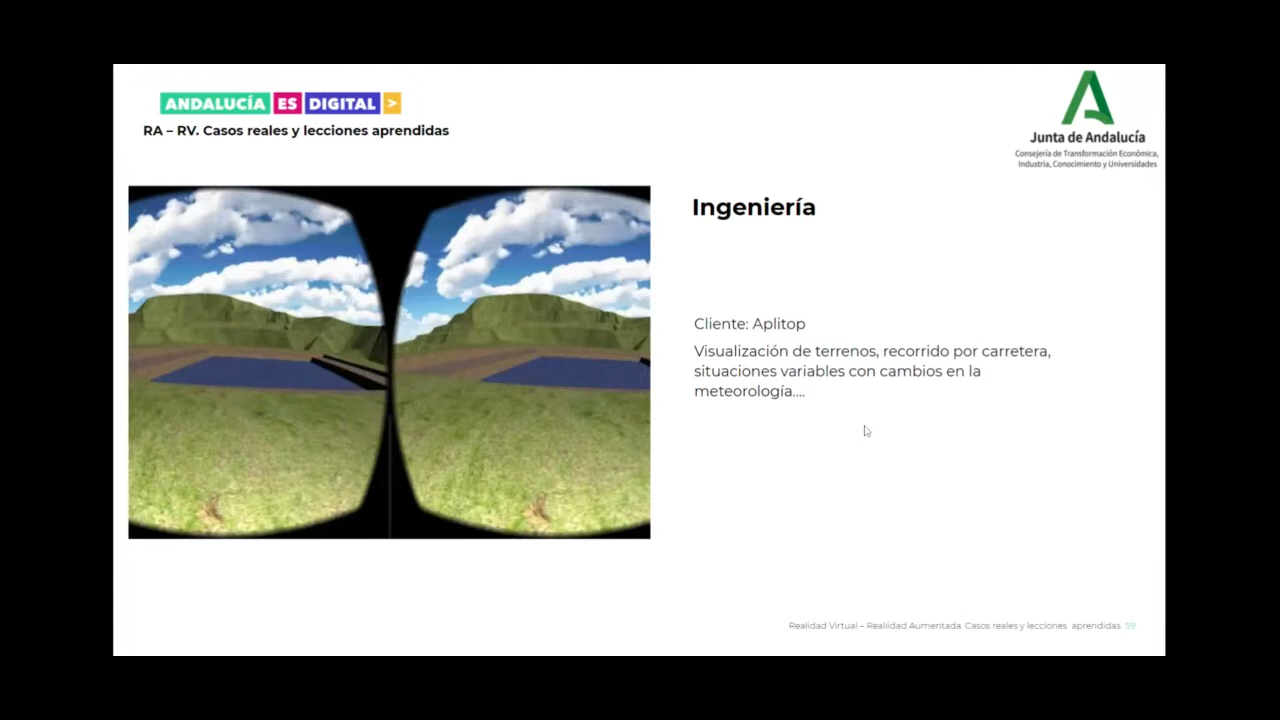 ANDALUCÍA ES DIGITAL >
RA – RV. Casos reales y lecciones aprendidas
Junta de Andalucía
Consejería de Transformación Económica,
Industria, Conocimiento y Universidades
Ingeniería
Cliente: Aplitop
Visualización de terrenos, recorrido por carretera,
situaciones variables con cambios en la
meteorología....
Realidad Virtual – Realiidad Aumentada. Casos reales y lecciones aprendidas 59